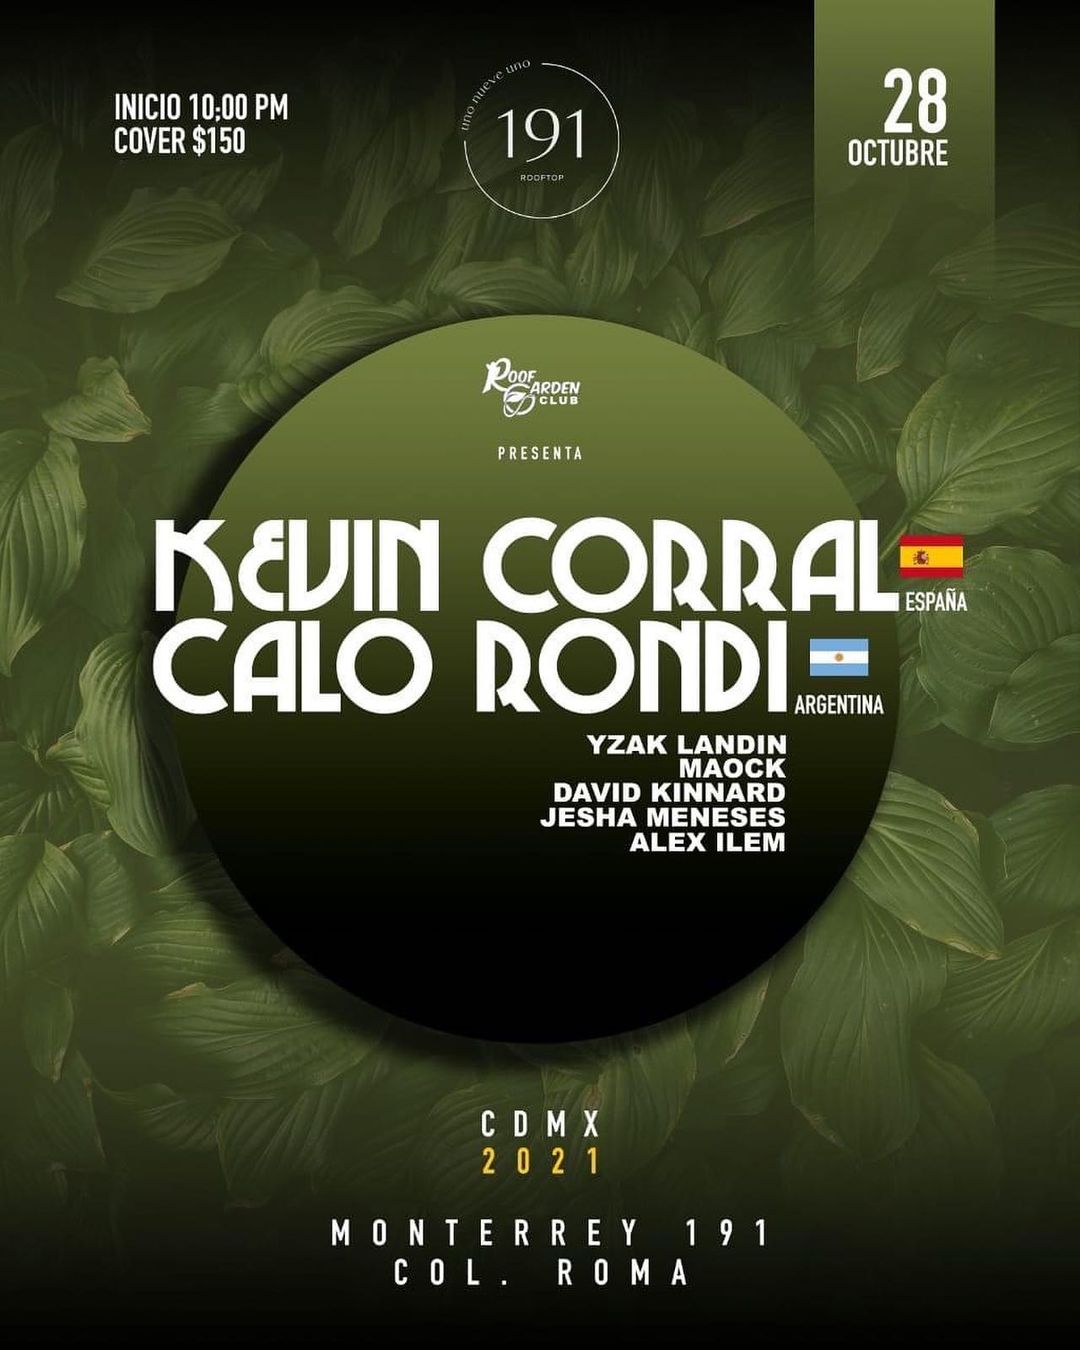 INICIO 10;00 PM
COVER $150
uno nueve uno
191
ROOFTOP
28
OCTUBRE
ROOF
GARDEN
CLUB
PRESENTA
KEVIN CORRAL
ESPAÑA
CALO RONDI
ARGENTINA
YZAK LANDIN
MAOCK
DAVID KINNARD
JESHA MENESES
ALEX ILEM
CDMX
2021
MONTERREY 191
COL. ROMA